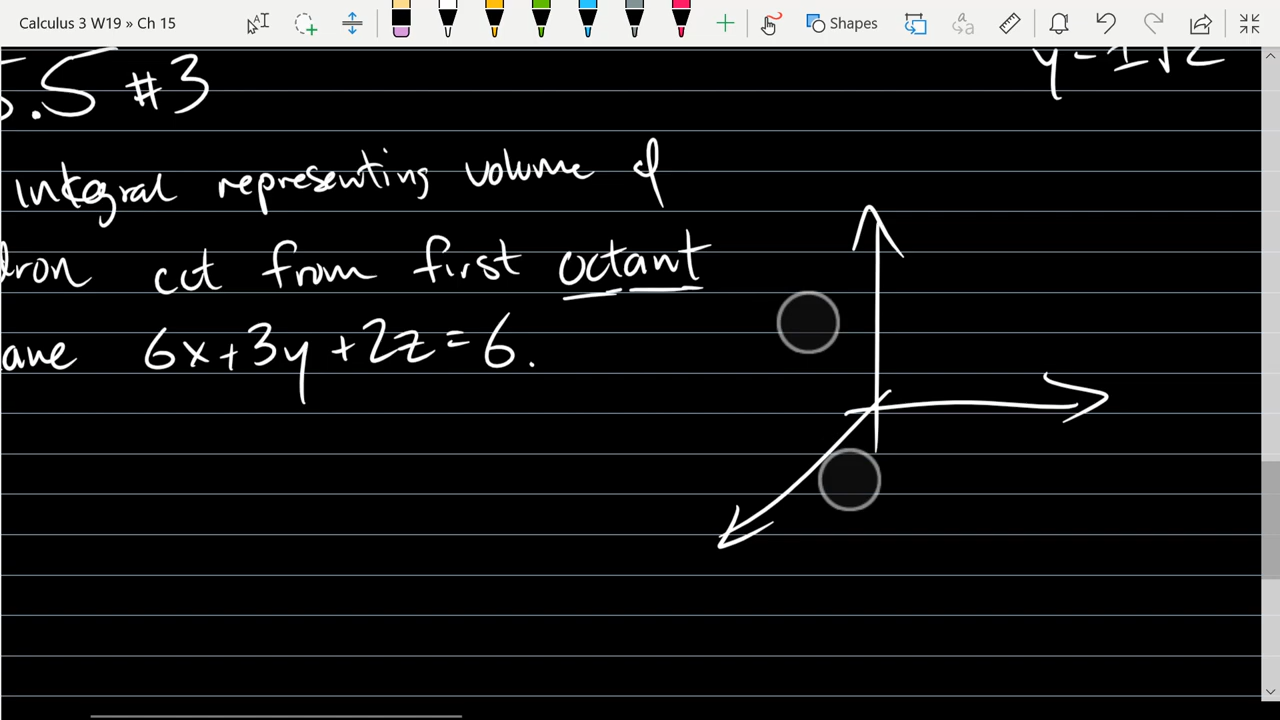 Calculus 3 W19 » Ch 15
Shapes
5.5 #3
integral representing volume of
dron cut from first octant
ane 6x+3y+2z=6.